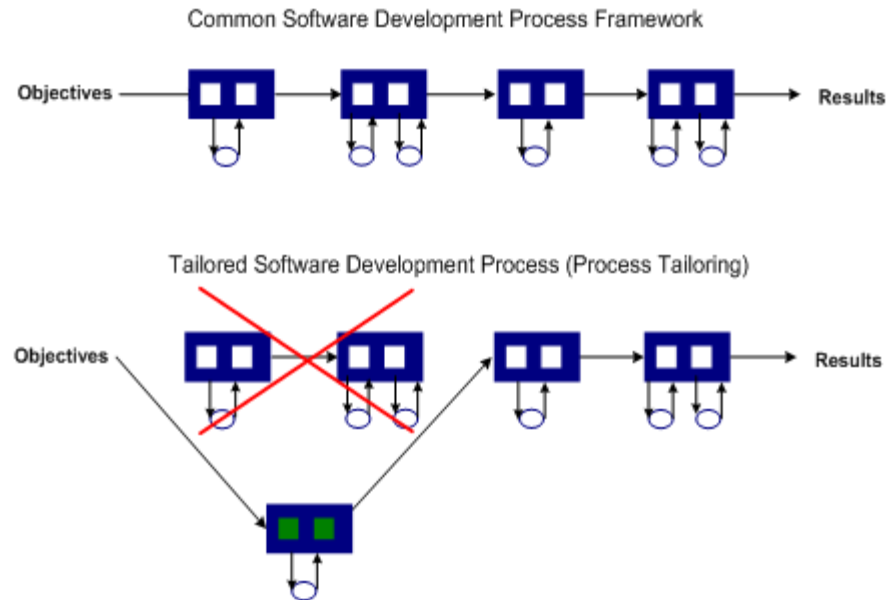 Common Software Development Process Framework
Objectives
Results
Tailored Software Development Process (Process Tailoring)
Objectives
Results